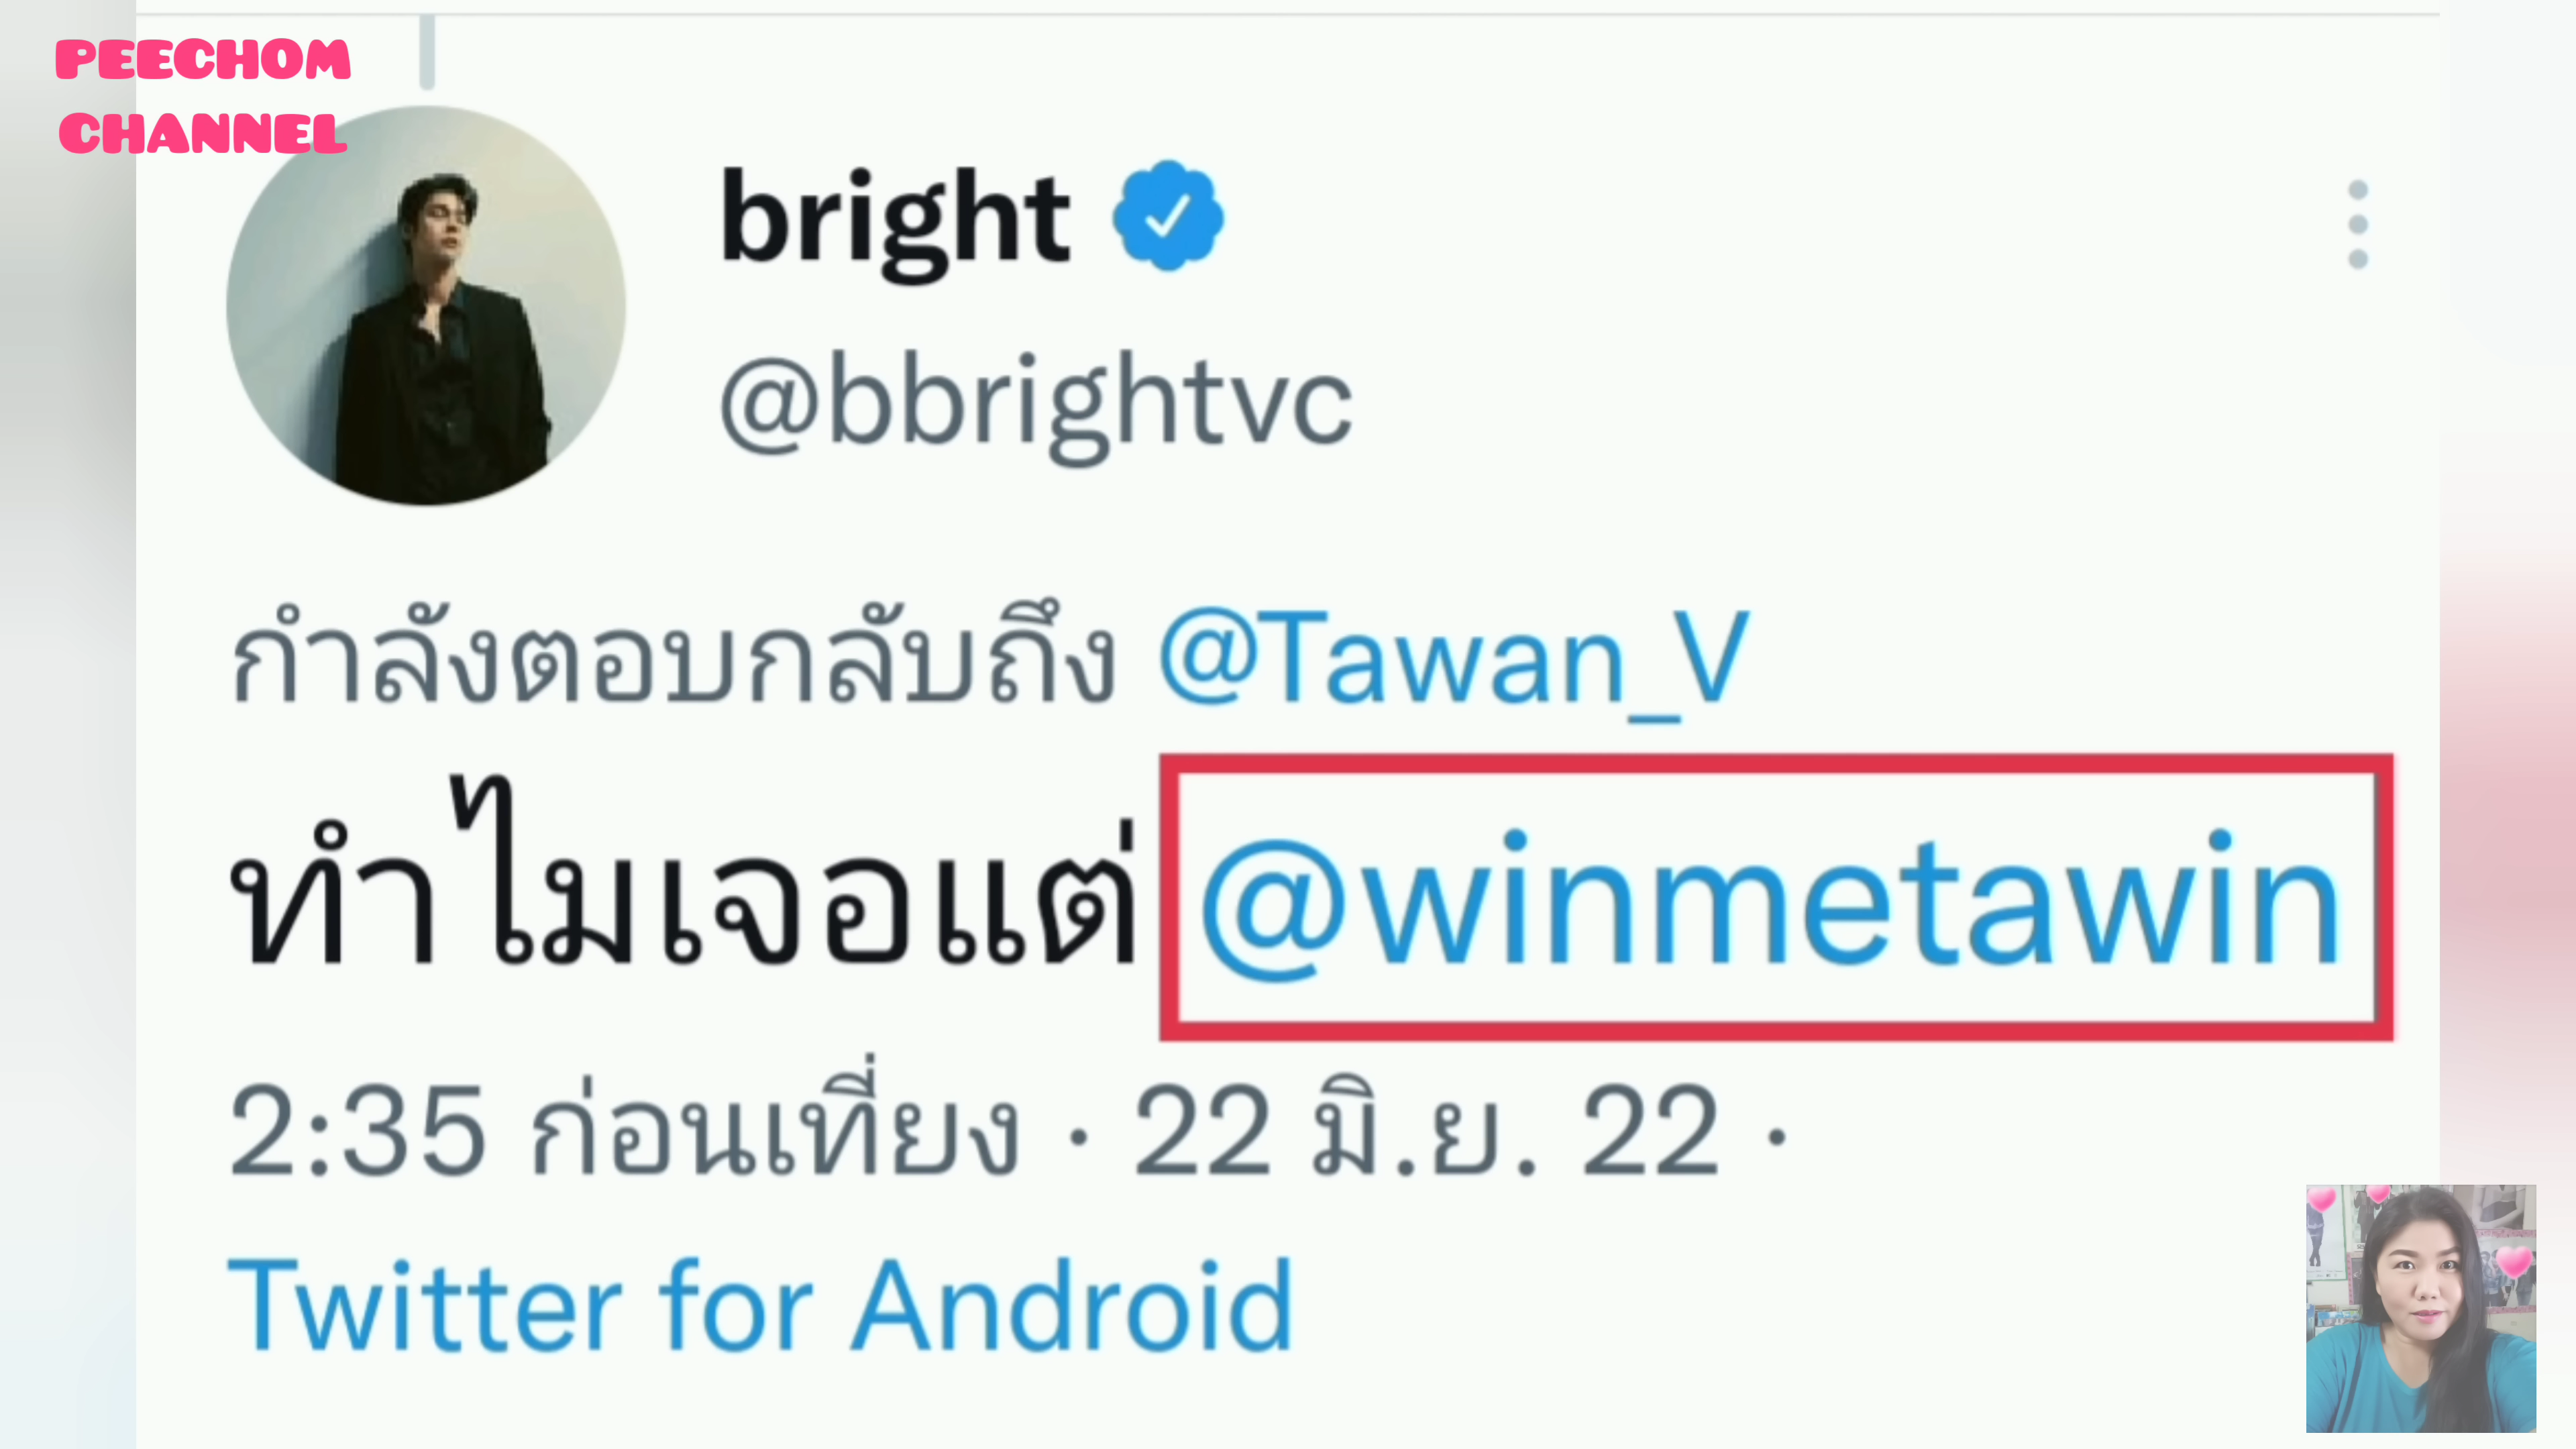 PEECHOM
CHANNEL
bright
@bbrightvc
กำลังตอบกลับถึง @Tawan_V
ทำไมเจอแต่ @winmetawin
2:35 ก่อนเที่ยง · 22 มิ.ย. 22 ·
Twitter for Android